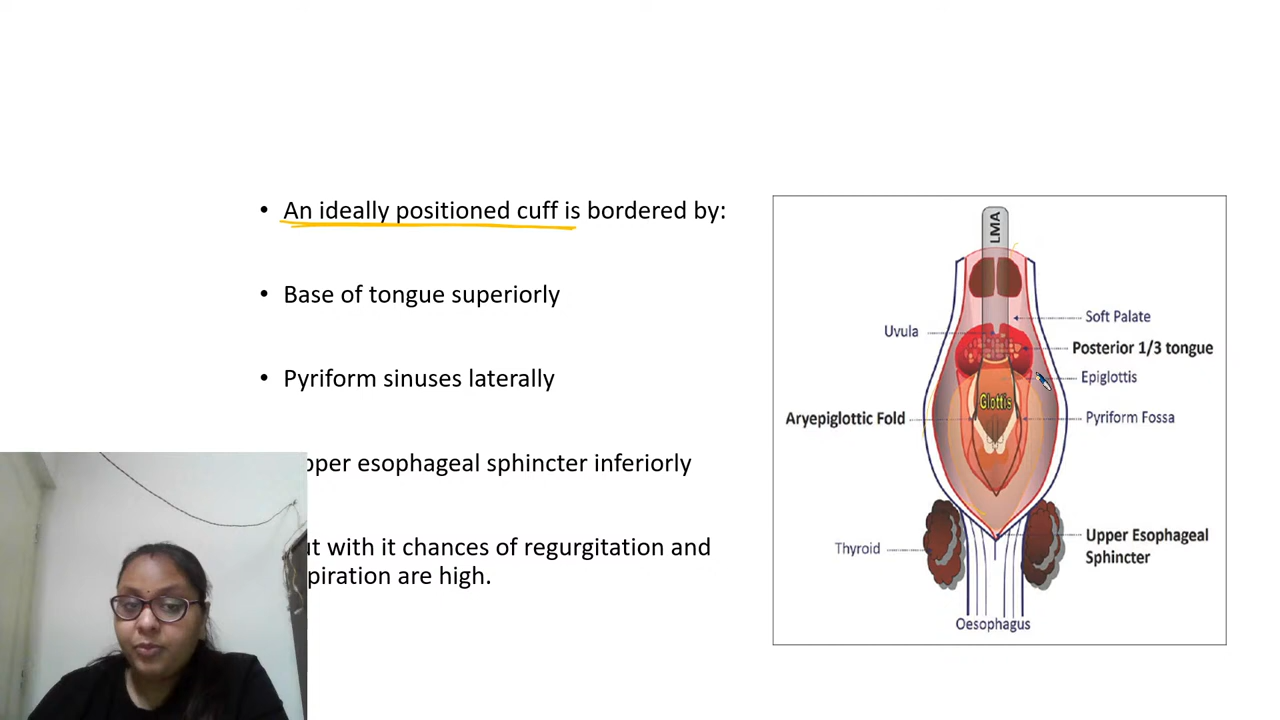 • An ideally positioned cuff is bordered by:
• Base of tongue superiorly
• Pyriform sinuses laterally
esophageal sphincter inferiorly
with it chances of regurgitation and
are high.
LMA
Soft Palate
Uvula
Posterior 1/3 tongue
Epiglottis
Glottis
Aryepiglottic Fold
Pyriform Fossa
Upper Esophageal
Sphincter
Thyroid
Oesophagus